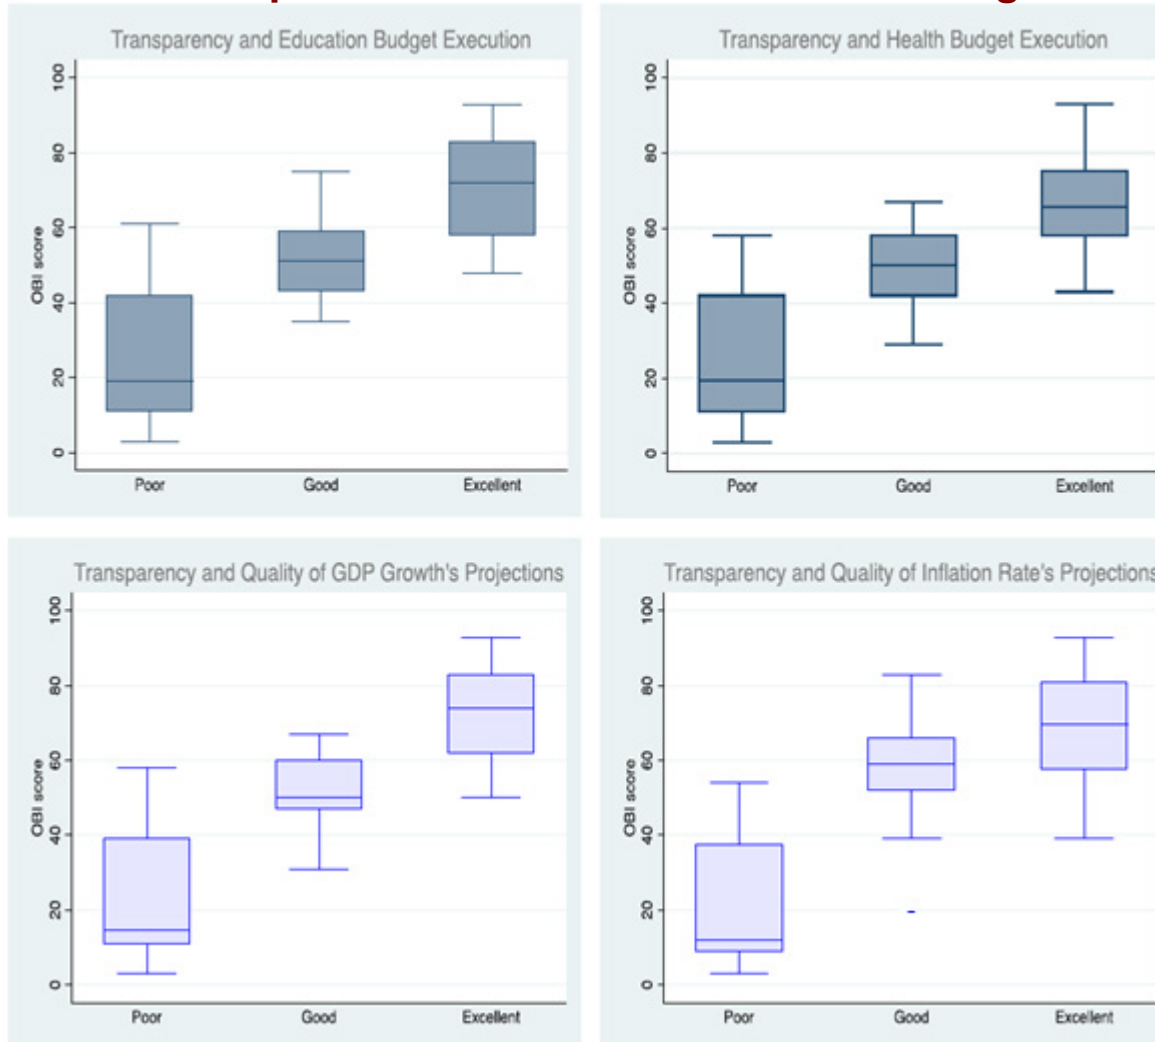 Transparency and Education Budget Execution
100
80
60
40
20
0
OBI score
Poor Good Excellent
Transparency and Health Budget Execution
100
80
60
40
20
0
OBI score
Poor Good Excellent
Transparency and Quality of GDP Growth's Projections
100
80
60
40
20
0
OBI score
Poor Good Excellent
Transparency and Quality of Inflation Rate's Projections
100
80
60
40
20
0
OBI score
Poor Good Excellent